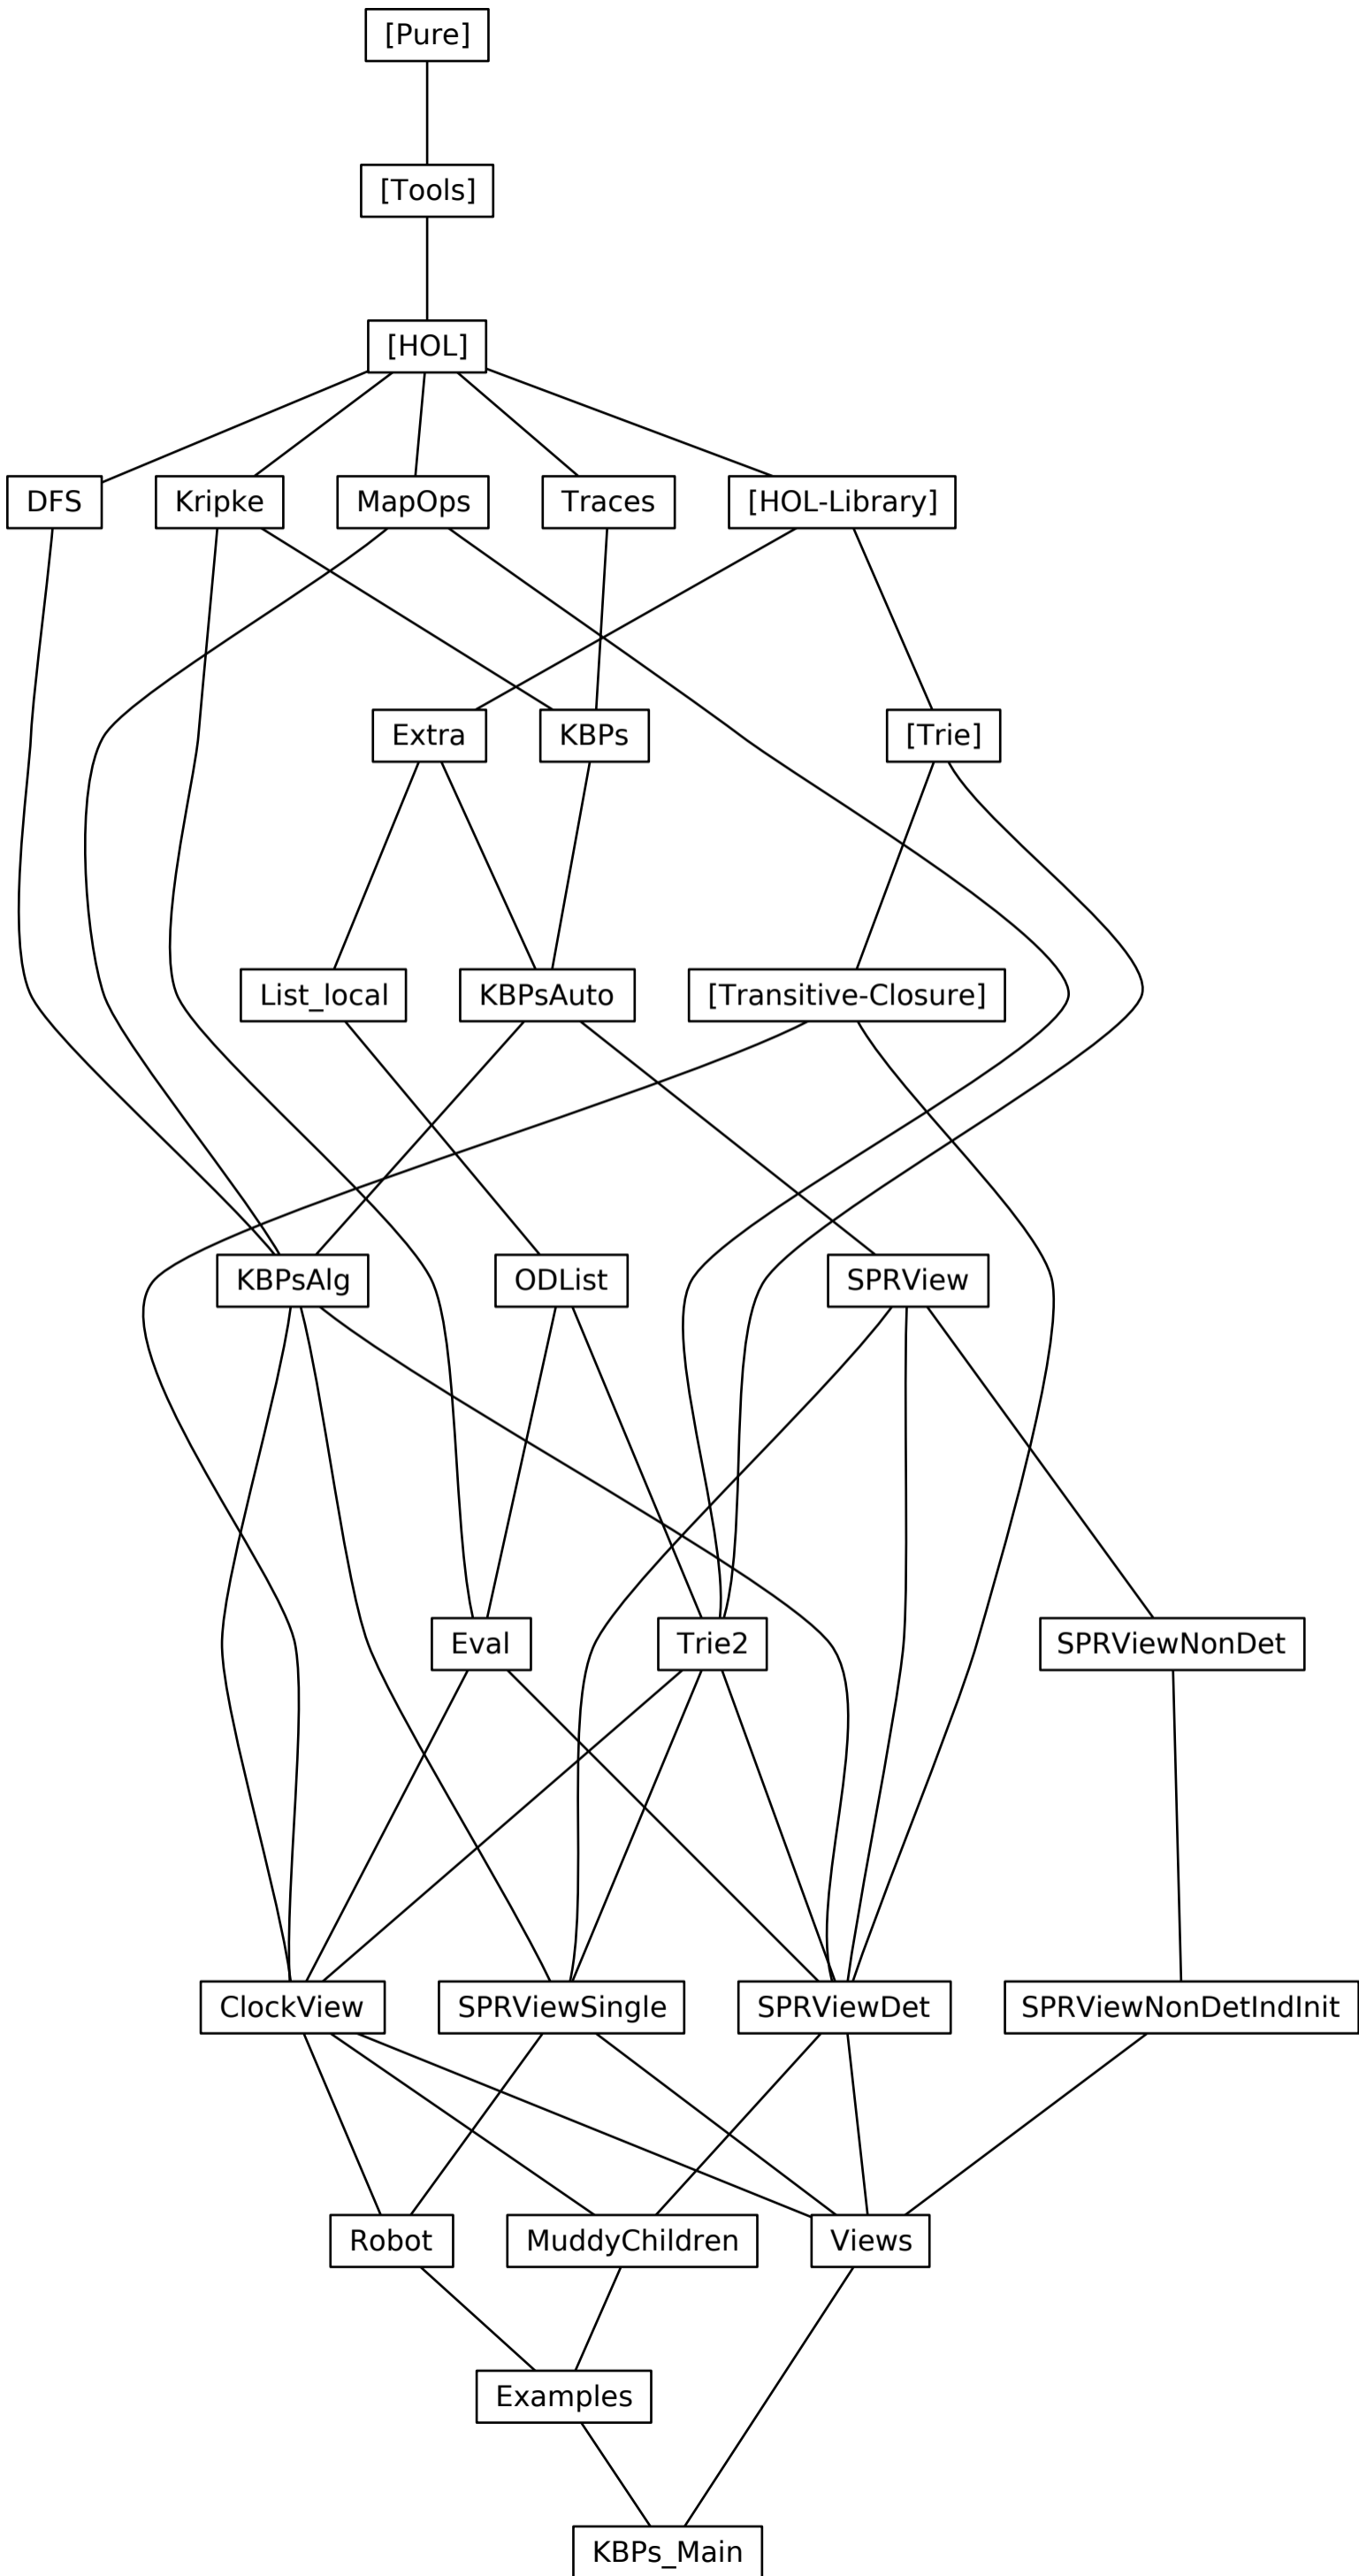 [Pure]
[Tools]
[HOL]
DFS
Kripke
MapOps
Traces
[HOL-Library]
Extra
KBPs
[Trie]
List_local
KBPsAuto
[Transitive-Closure]
KBPsAlg
ODList
SPRView
Eval
Trie2
SPRViewNonDet
ClockView
SPRViewSingle
SPRViewDet
SPRViewNonDetIndInit
Robot
MuddyChildren
Views
Examples
KBPs_Main